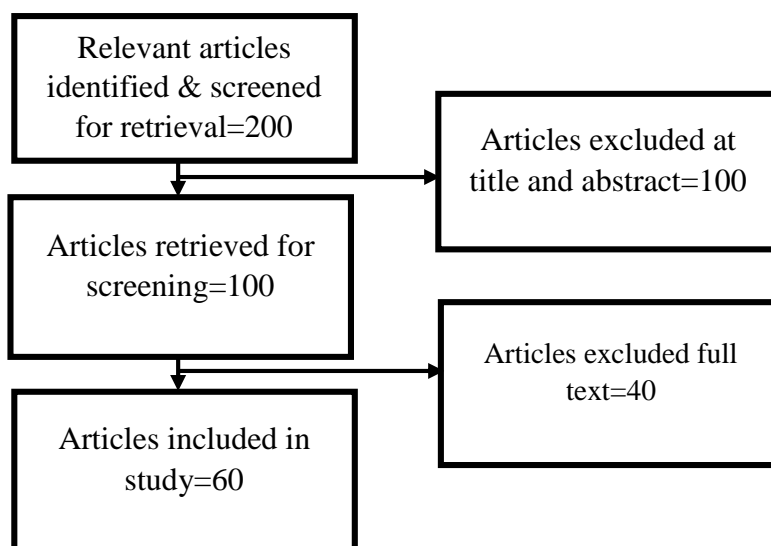 Relevant articles
identified & screened
for retrieval=200
Articles excluded at
title and abstract=100
Articles retrieved for
screening=100
Articles excluded full
text=40
Articles included in
study=60